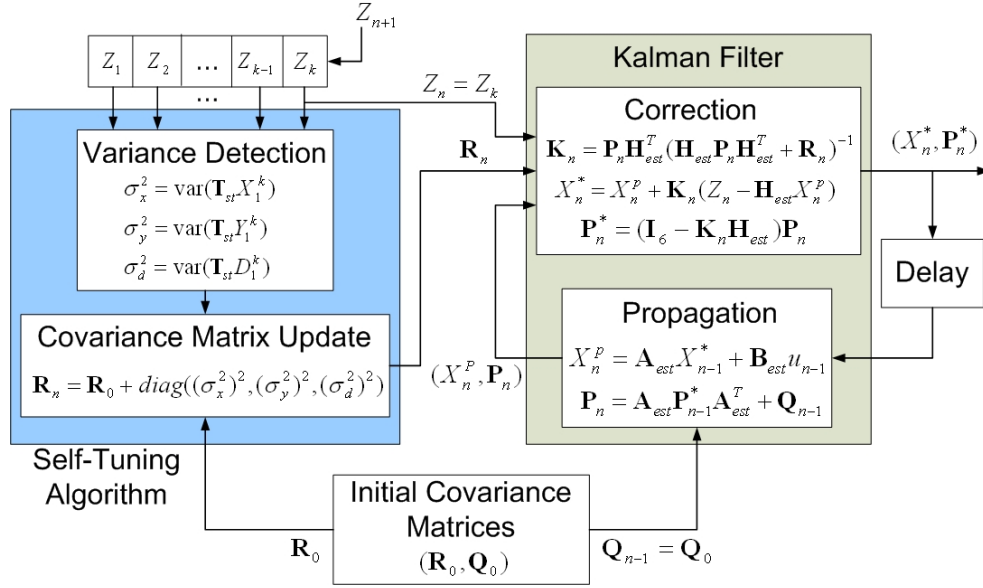 Z_{n+1}
Z_1 Z_2 ... Z_{k-1} Z_k
...
Z_n = Z_k
Variance Detection
σ_x^2 = var(T_{st} X_1^k)
σ_y^2 = var(T_{st} Y_1^k)
σ_d^2 = var(T_{st} D_1^k)
Covariance Matrix Update
R_n = R_0 + diag((σ_x^2)^2, (σ_y^2)^2, (σ_d^2)^2)
Self-Tuning
Algorithm
R_n
Kalman Filter
Correction
K_n = P_n H_{est}^T (H_{est} P_n H_{est}^T + R_n)^{-1}
X_n^* = X_n^p + K_n (Z_n - H_{est} X_n^p)
P_n^* = (I_6 - K_n H_{est}) P_n
(X_n^*, P_n^*)
Delay
Propagation
X_n^p = A_{est} X_{n-1}^* + B_{est} u_{n-1}
P_n = A_{est} P_{n-1}^* A_{est}^T + Q_{n-1}
(X_n^P, P_n)
Initial Covariance
Matrices
(R_0, Q_0)
R_0
Q_{n-1} = Q_0